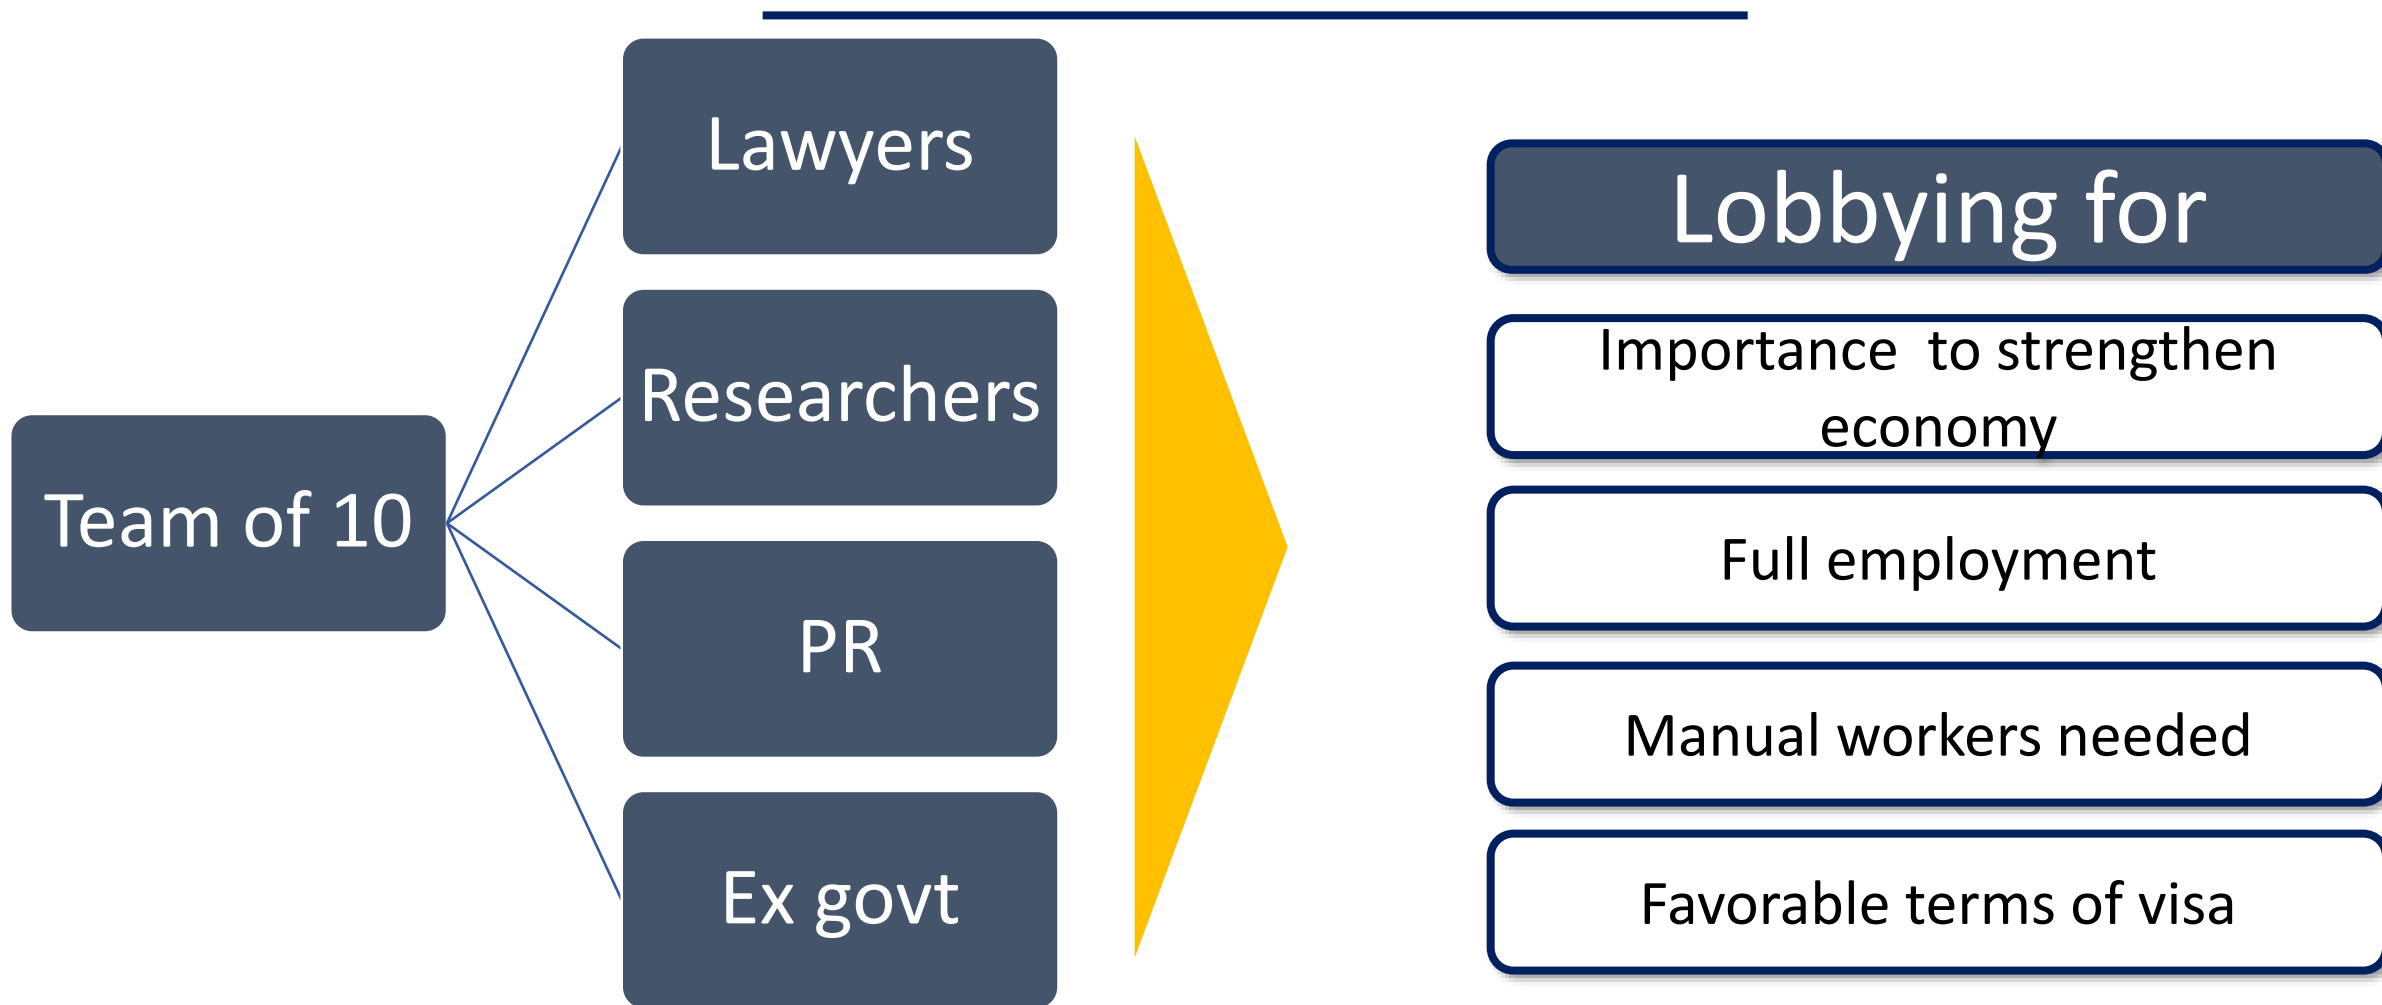 Team of 10
Lawyers
Researchers
PR
Ex govt
Lobbying for
Importance  to strengthen
economy
Full employment
Manual workers needed
Favorable terms of visa